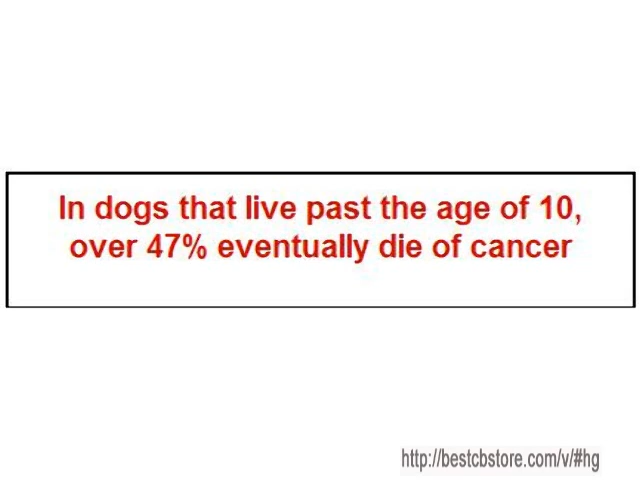 In dogs that live past the age of 10,
over 47% eventually die of cancer
http://bestcbstore.com/v/#hg